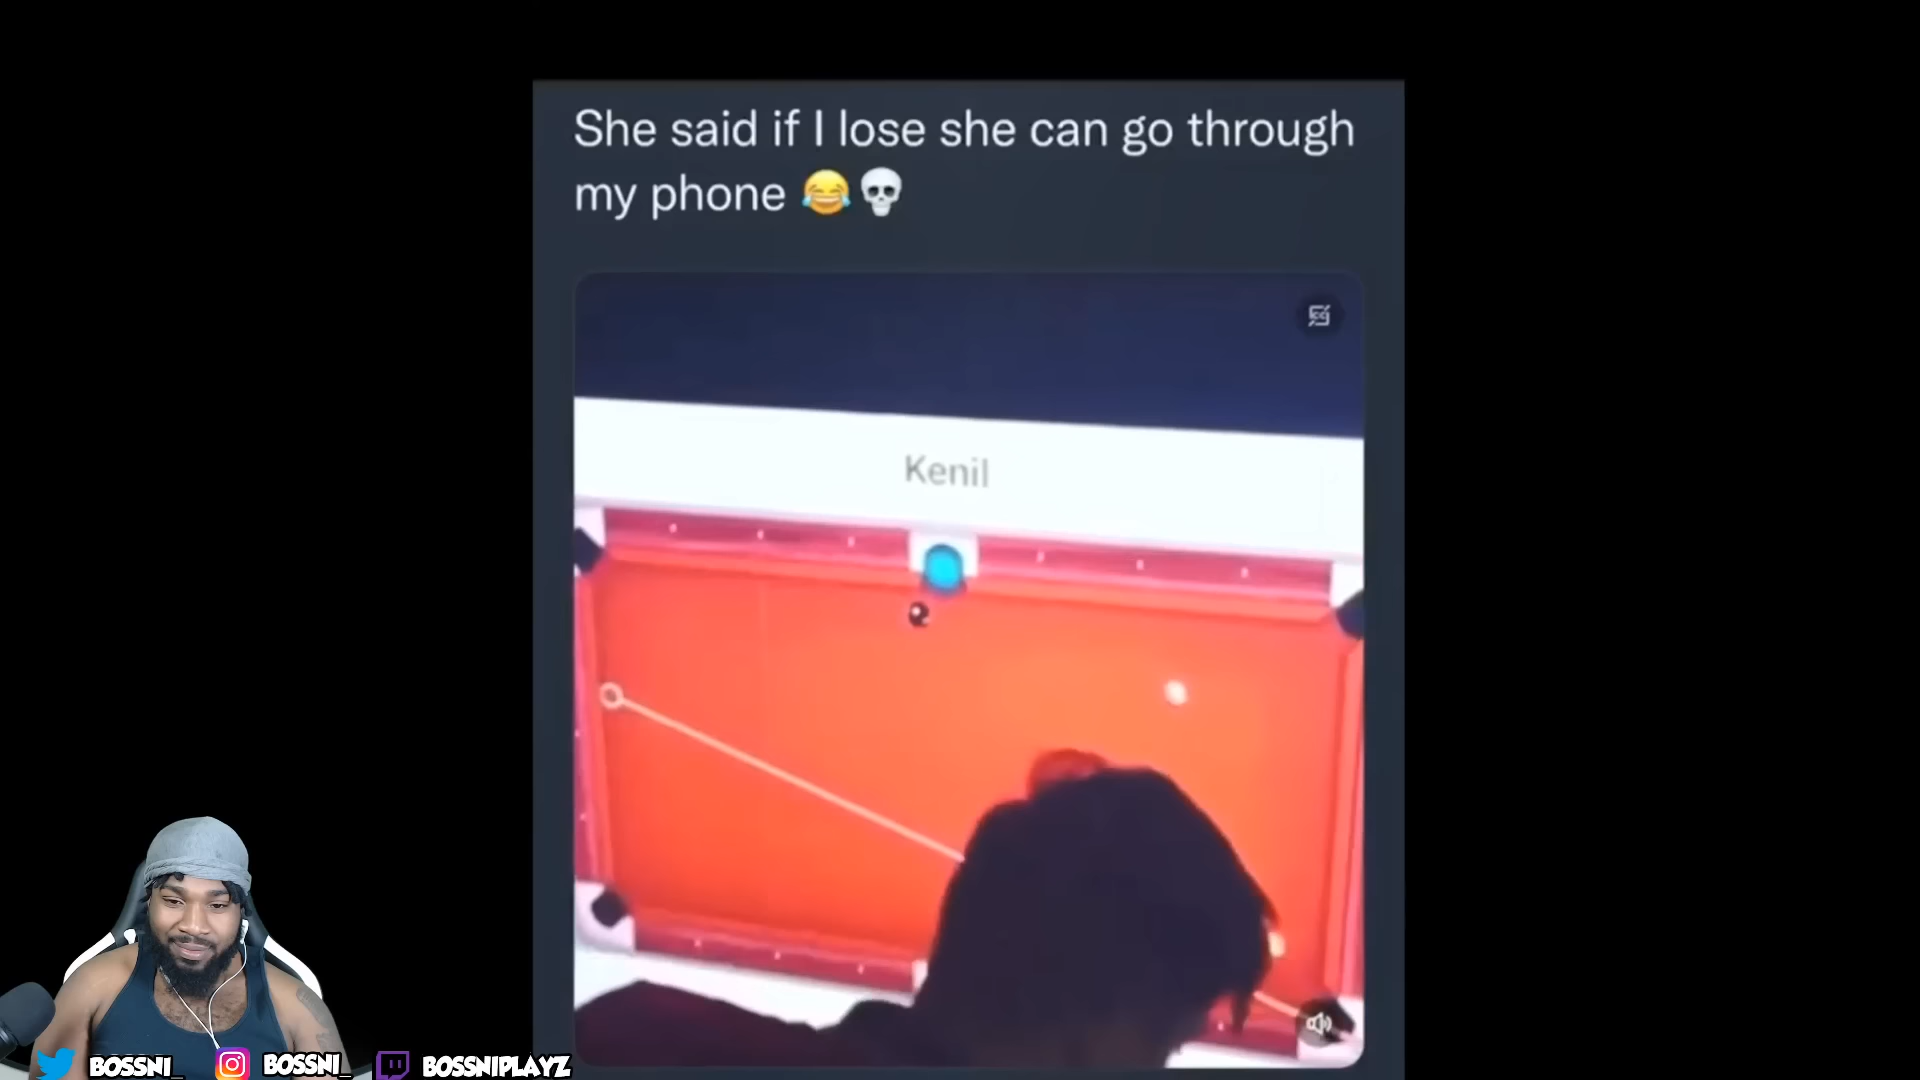 She said if I lose she can go through
my phone 😂💀
Kenil
BOSSNI_
BOSSNI_
BOSSNIPLAYZ